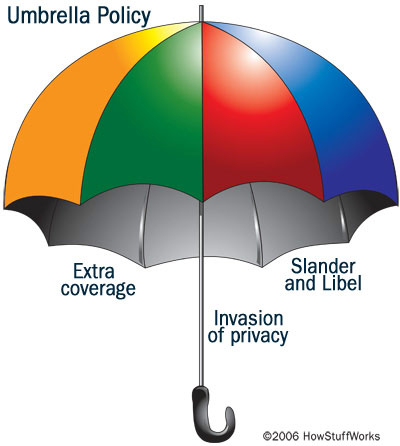 Umbrella Policy
Extra
coverage
Slander
and Libel
Invasion
of privacy
©2006 HowStuffWorks